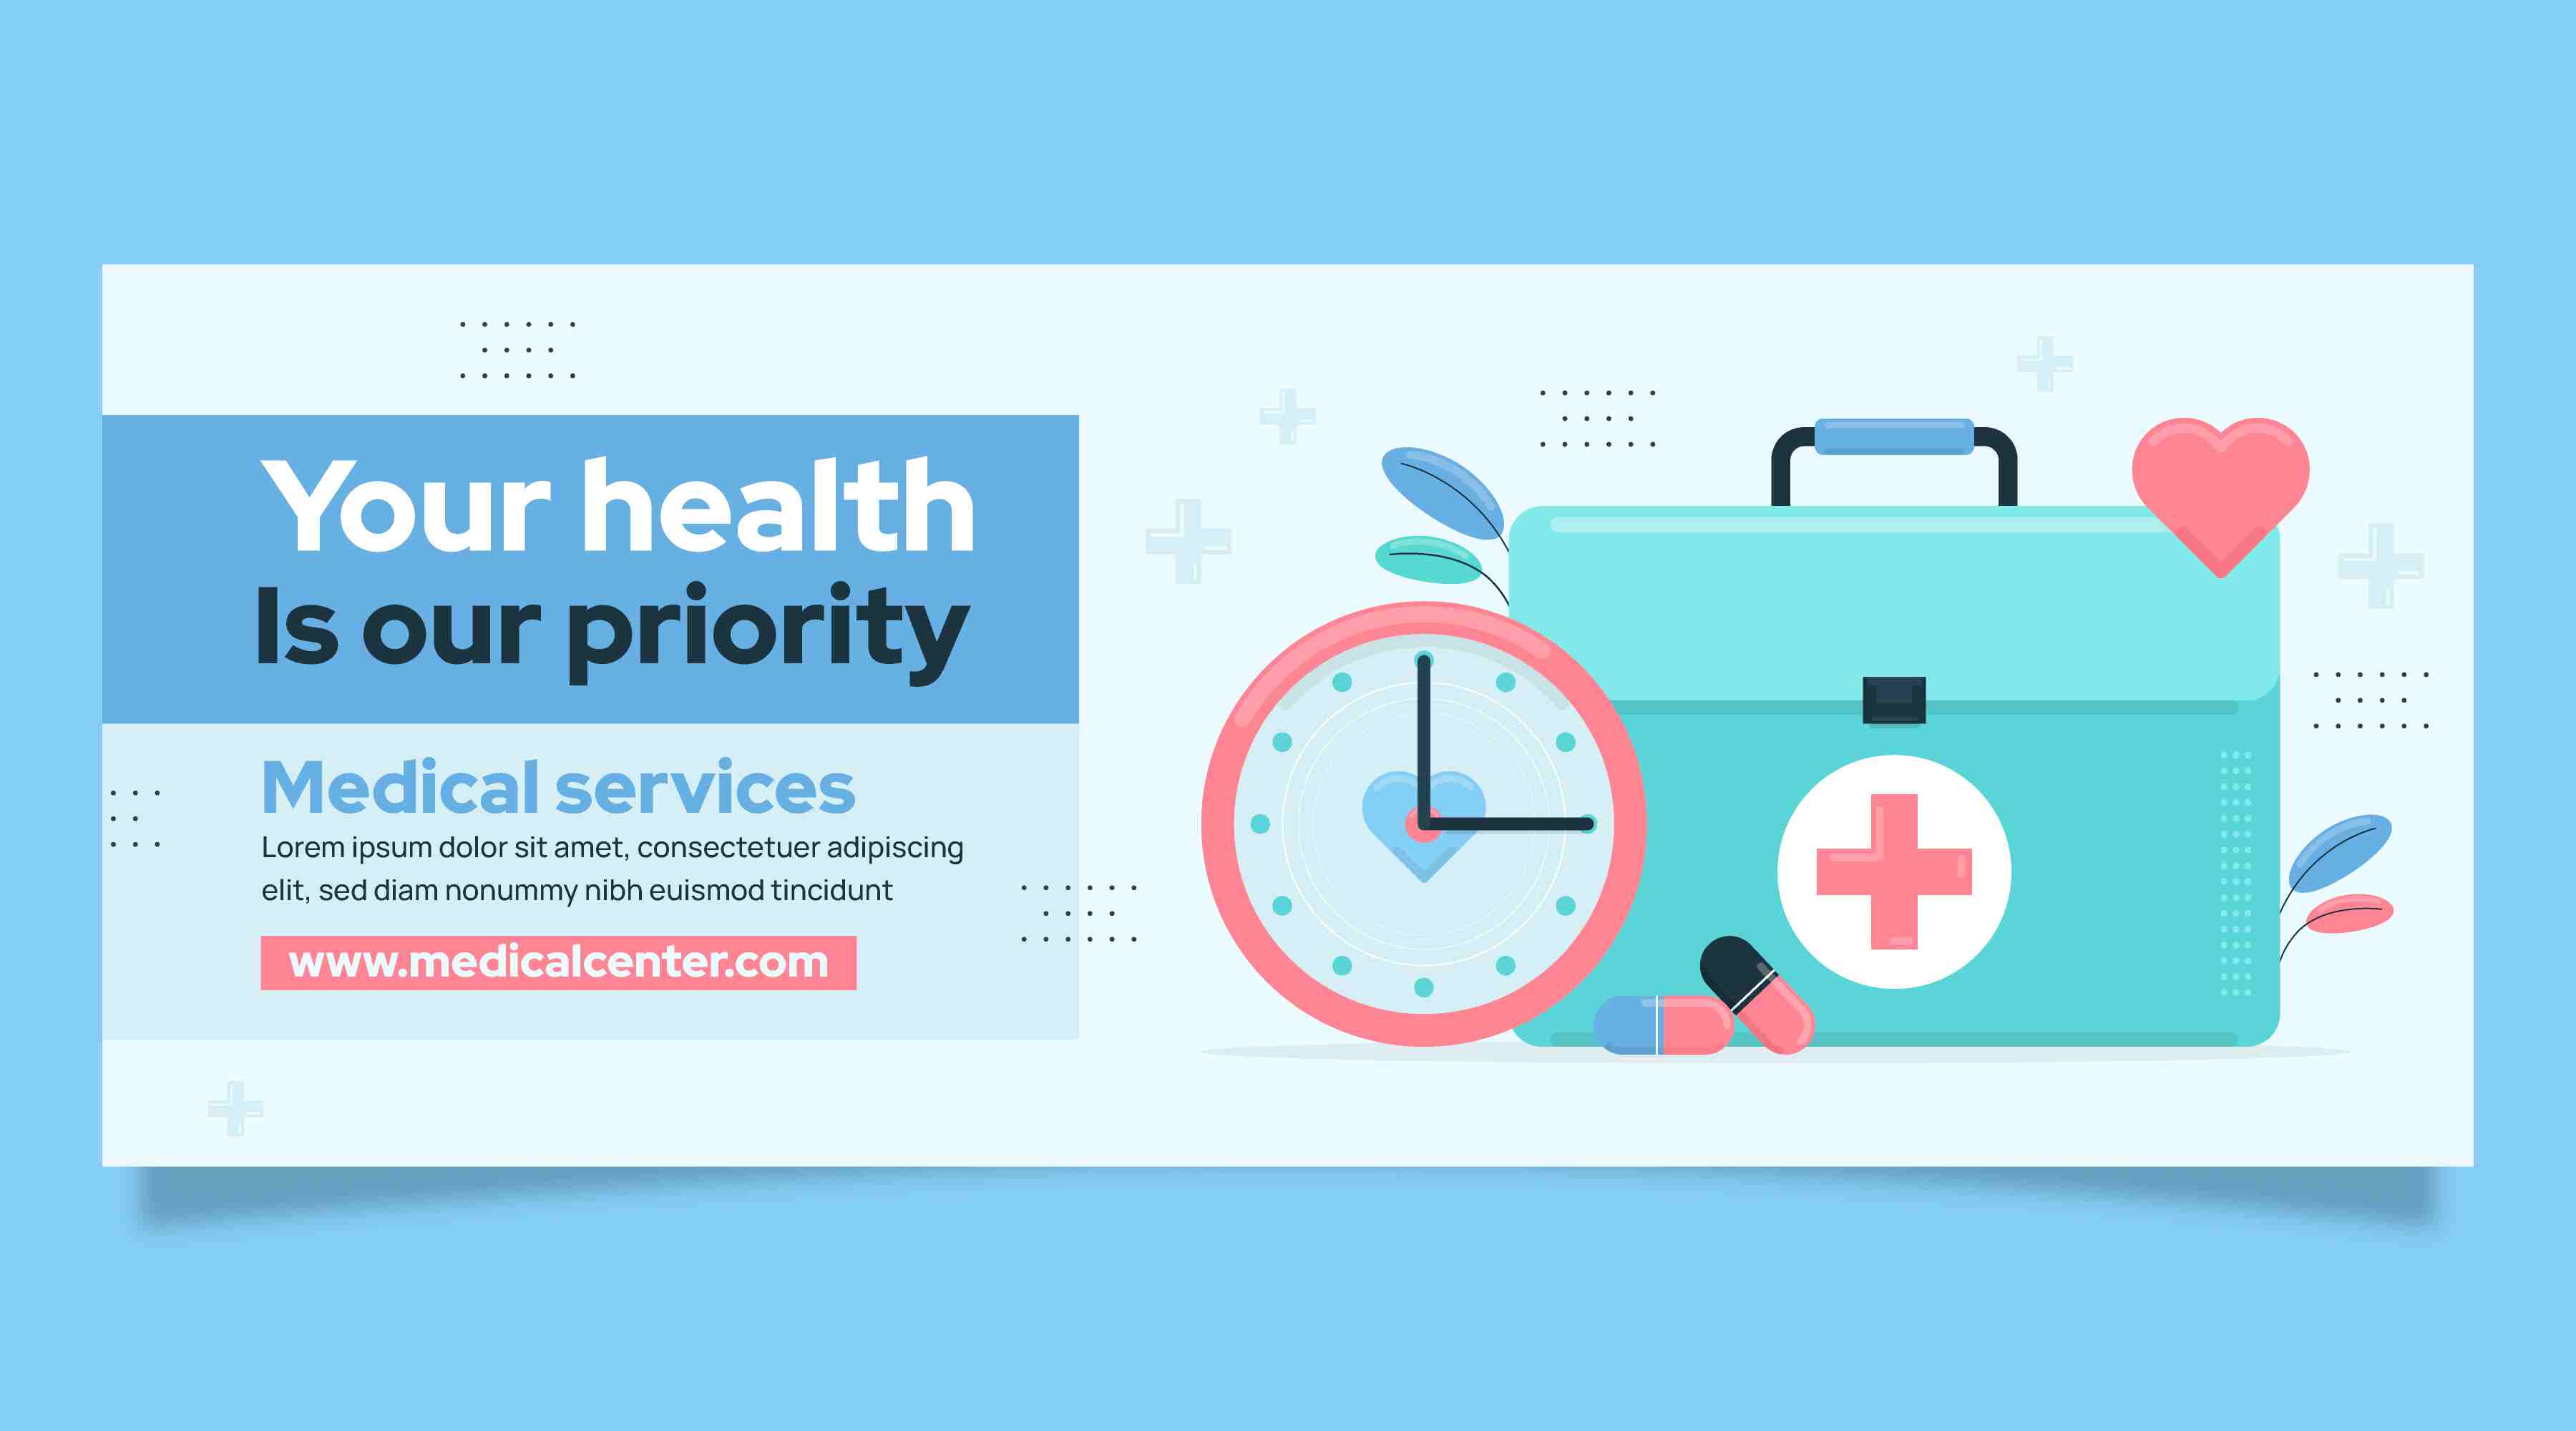 Your health
Is our priority
Medical services
Lorem ipsum dolor sit amet, consectetuer adipiscing
elit, sed diam nonummy nibh euismod tincidunt
www.medicalcenter.com